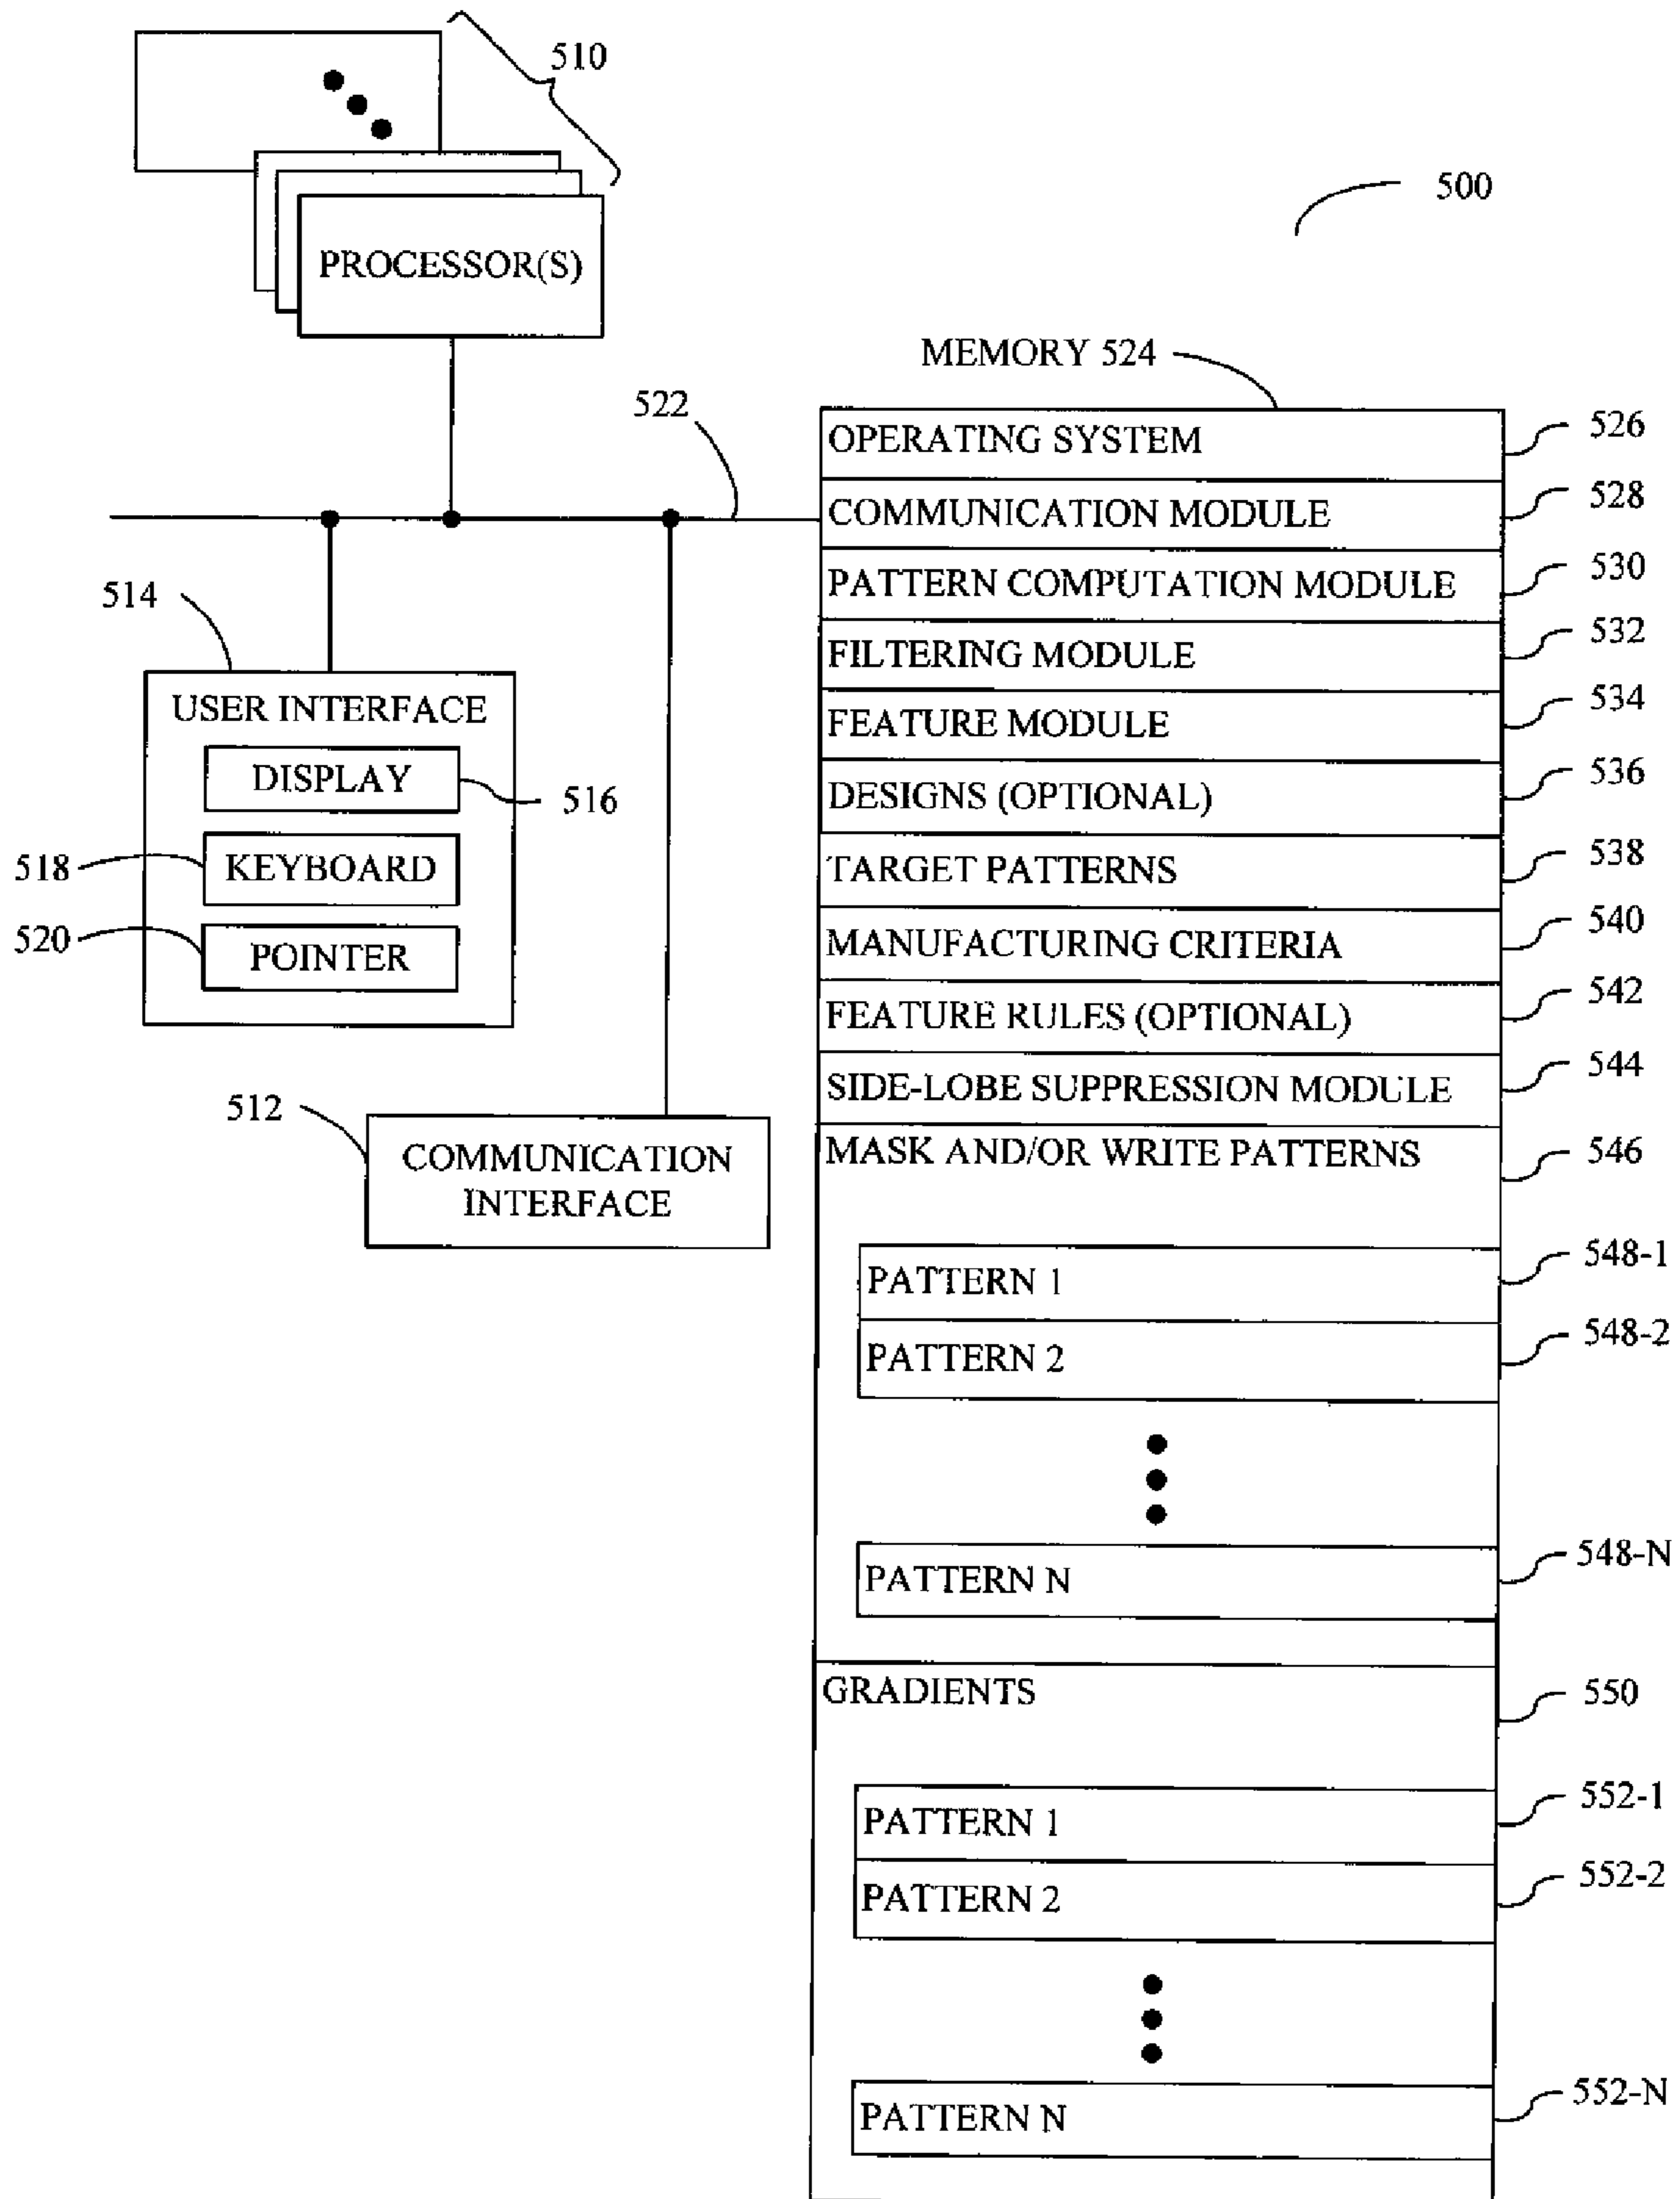 510
PROCESSOR(S)
500
MEMORY 524
522
OPERATING SYSTEM
526
COMMUNICATION MODULE
528
PATTERN COMPUTATION MODULE
530
FILTERING MODULE
532
FEATURE MODULE
534
DESIGNS (OPTIONAL)
536
TARGET PATTERNS
538
MANUFACTURING CRITERIA
540
FEATURE RULES (OPTIONAL)
542
SIDE-LOBE SUPPRESSION MODULE
544
MASK AND/OR WRITE PATTERNS
546
PATTERN 1
548-1
PATTERN 2
548-2
PATTERN N
548-N
GRADIENTS
550
PATTERN 1
552-1
PATTERN 2
552-2
PATTERN N
552-N
514
USER INTERFACE
DISPLAY
516
518
KEYBOARD
520
POINTER
512
COMMUNICATION
INTERFACE